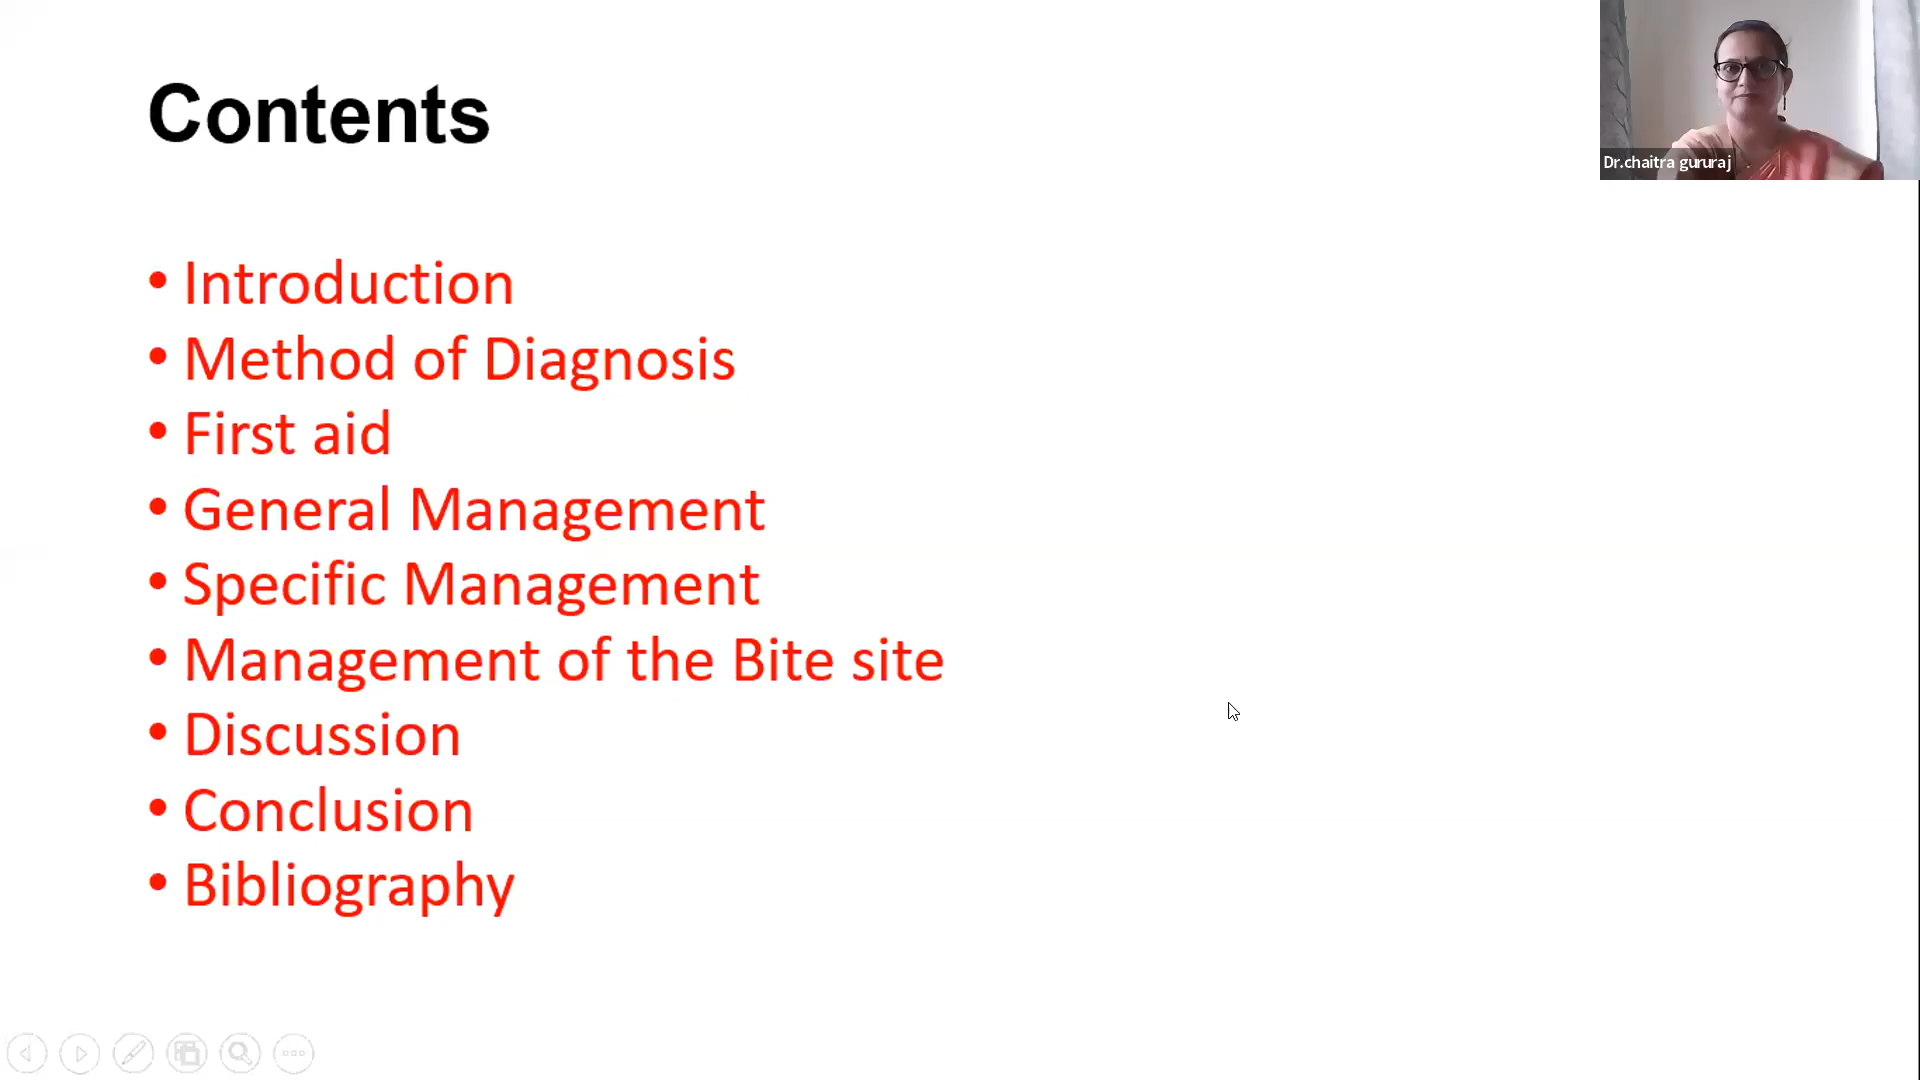 Contents
• Introduction
• Method of Diagnosis
• First aid
• General Management
• Specific Management
• Management of the Bite site
• Discussion
• Conclusion
• Bibliography
Dr.chaitra gururaj